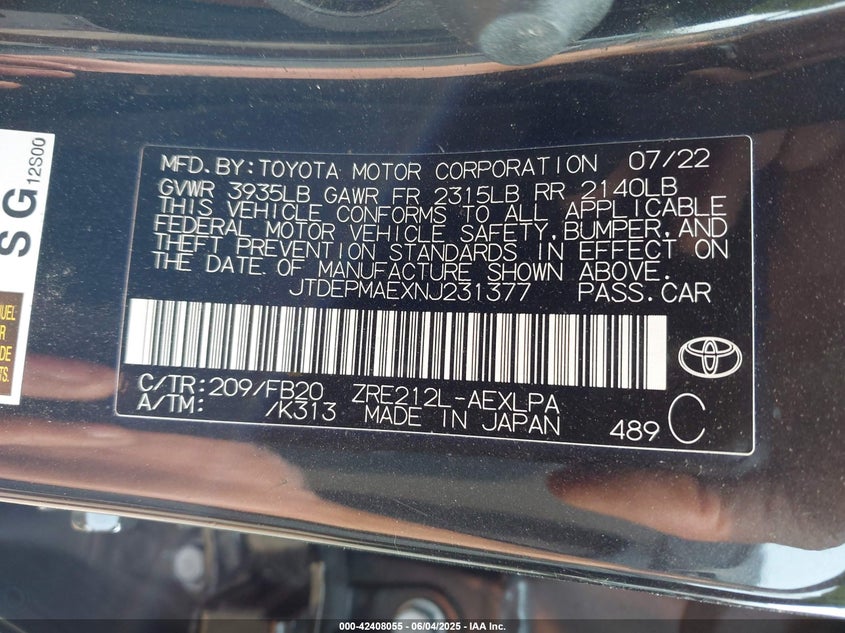 MFD.BY:TOYOTA MOTOR CORPORATION 07/22
GVWR 3935LB GAWR FR 2315LB RR 2140LB
THIS VEHICLE CONFORMS TO ALL APPLICABLE
FEDERAL MOTOR VEHICLE SAFETY,BUMPER,AND
THEFT PREVENTION STANDARDS IN EFFECT ON
THE DATE OF MANUFACTURE SHOWN ABOVE.
JTDEPMAEXNJ231377 PASS.CAR
C/TR:209/FB20 ZRE212L-AEXLPA
A/TM: /K313 MADE IN JAPAN
489 C
SG
12S00
000-42408055 - 06/04/2025 - IAA Inc.